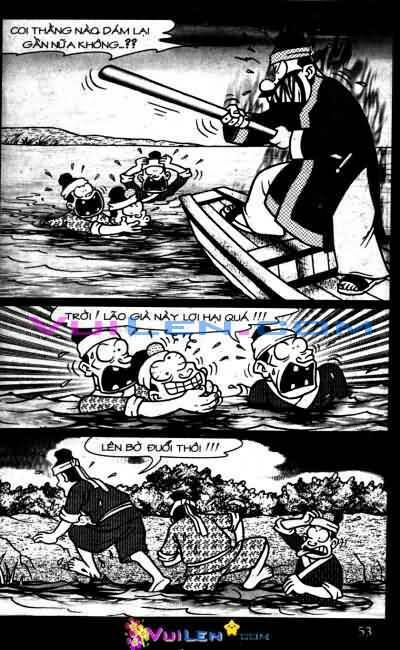 COI THẰNG NÀO DÁM LẠI
GẦN NỮA KHÔNG...??
TRỜI! LÃO GIÀ NÀY LỢI HẠI QUÁ !!!
VUILEN.COM
LÊN BỜ ĐUỔI THÔI !!!
53
VUILEN.COM